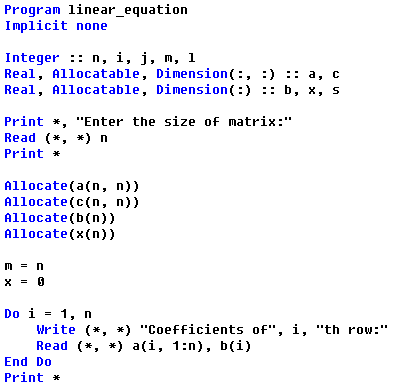 Program linear_equation
Implicit none

Integer :: n, i, j, m, l
Real, Allocatable, Dimension(:, :) :: a, c
Real, Allocatable, Dimension(:) :: b, x, s

Print *, "Enter the size of matrix:"
Read (*, *) n
Print *

Allocate(a(n, n))
Allocate(c(n, n))
Allocate(b(n))
Allocate(x(n))

m = n
x = 0

Do i = 1, n
    Write (*, *) "Coefficients of", i, "th row:"
    Read (*, *) a(i, 1:n), b(i)
End Do
Print *